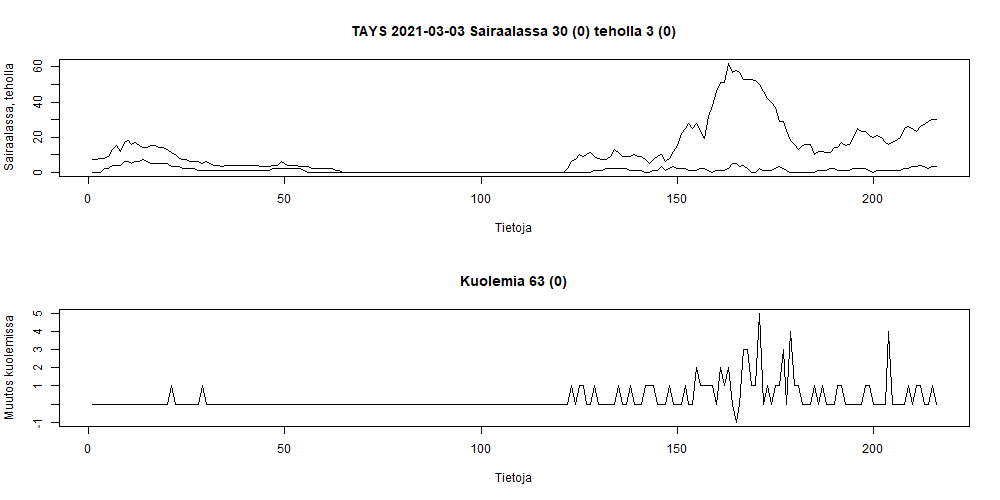 TAYS 2021-03-03 Sairaalassa 30 (0) teholla 3 (0)
Sairaalassa, teholla
60
40
20
0
0 50 100 150 200
Tietoja
Kuolemia 63 (0)
Muutos kuolemissa
5
4
3
2
1
-1
0 50 100 150 200
Tietoja